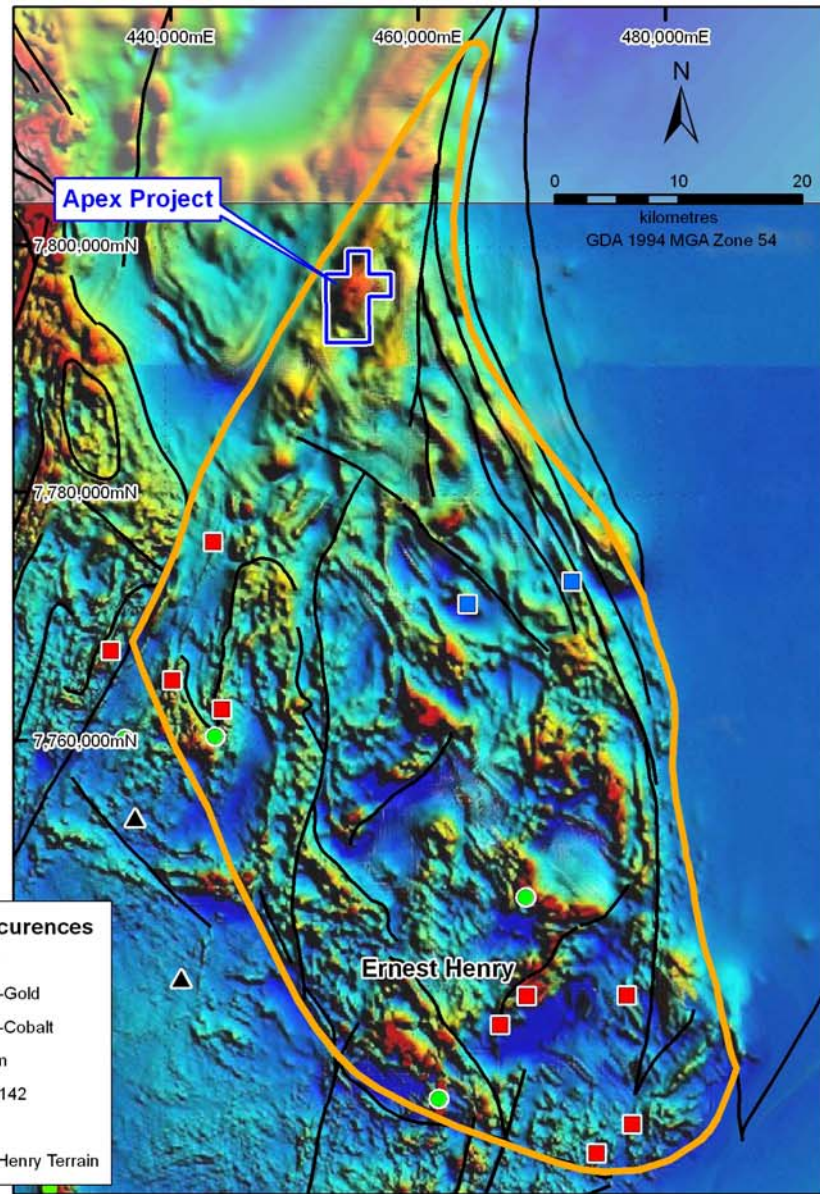 440,000mE
460,000mE
480,000mE
N
0 10 20
kilometres
GDA 1994 MGA Zone 54
Apex Project
7,800,000mN
7,780,000mN
7,760,000mN
Ernest Henry
curences
-Gold
-Cobalt
m
142
Henry Terrain